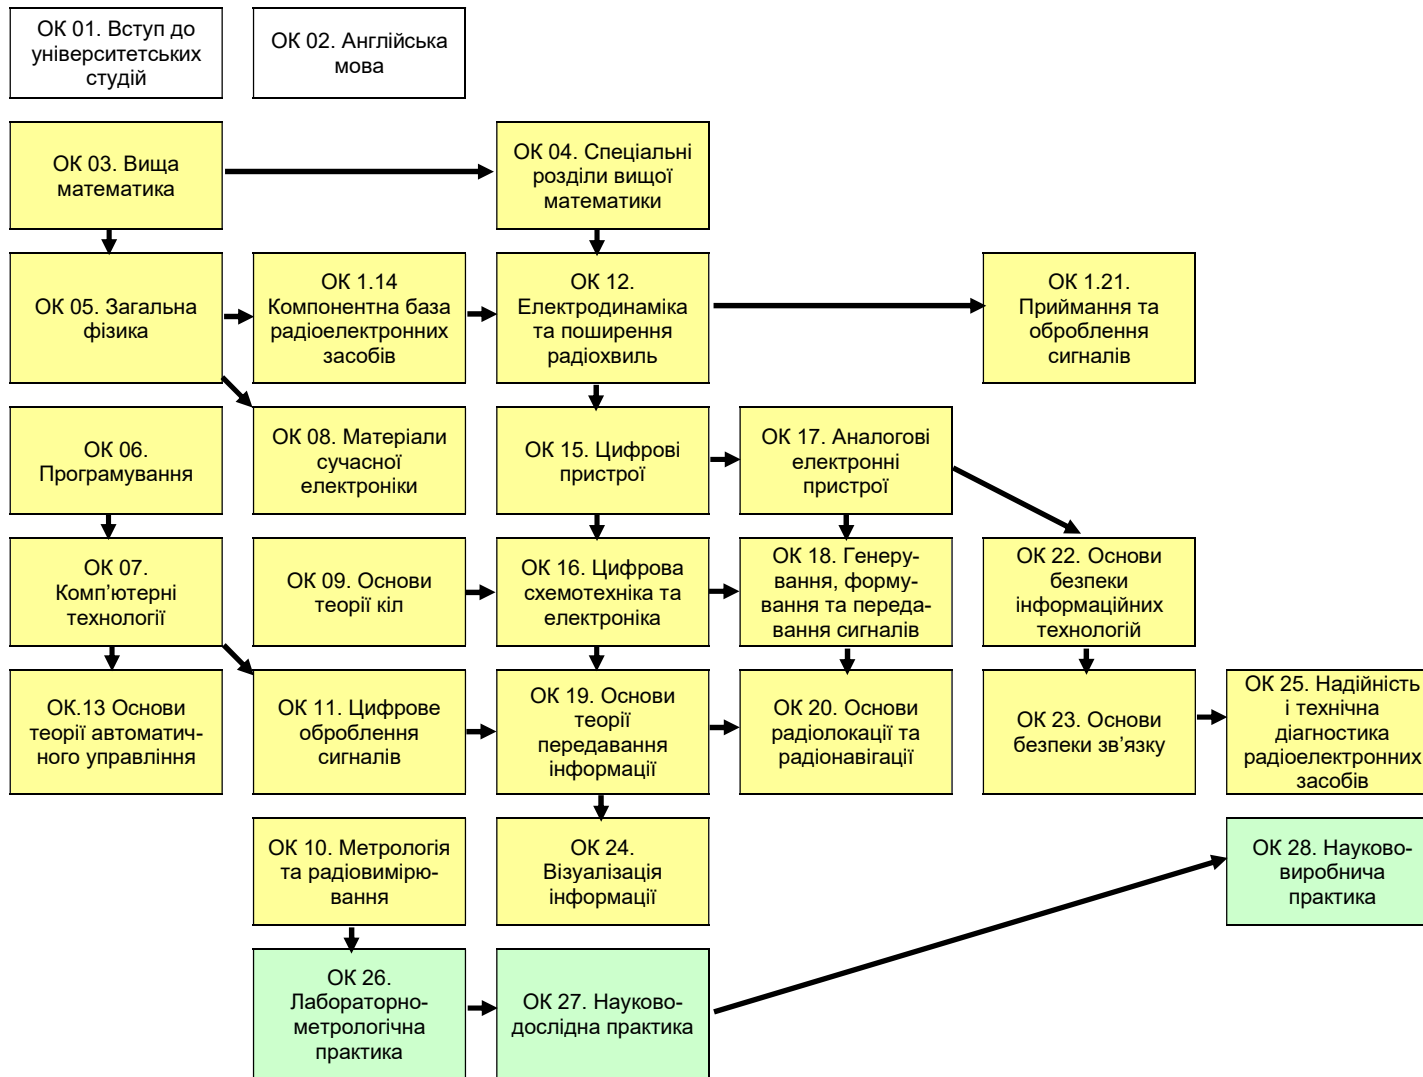 ОК 01. Вступ до
університетських
студій
ОК 02. Англійська
мова
ОК 03. Вища
математика
ОК 04. Спеціальні
розділи вищої
математики
ОК 05. Загальна
фізика
ОК 1.14
Компонентна база
радіоелектронних
засобів
ОК 12.
Електродинаміка
та поширення
радіохвиль
ОК 1.21.
Приймання та
оброблення
сигналів
ОК 06.
Програмування
ОК 08. Матеріали
сучасної
електроніки
ОК 15. Цифрові
пристрої
ОК 17. Аналогові
електронні
пристрої
ОК 07.
Комп’ютерні
технології
ОК 09. Основи
теорії кіл
ОК 16. Цифрова
схемотехніка та
електроніка
ОК 18. Генеру-
вання, форму-
вання та переда-
вання сигналів
ОК 22. Основи
безпеки
інформаційних
технологій
ОК.13 Основи
теорії автоматич-
ного управління
ОК 11. Цифрове
оброблення
сигналів
ОК 19. Основи
теорії
передавання
інформації
ОК 20. Основи
радіолокації та
радіонавігації
ОК 23. Основи
безпеки зв’язку
ОК 25. Надійність
і технічна
діагностика
радіоелектронних
засобів
ОК 10. Метрологія
та радіовимірю-
вання
ОК 24.
Візуалізація
інформації
ОК 28. Науково-
виробнича
практика
ОК 26.
Лабораторно-
метрологічна
практика
ОК 27. Науково-
дослідна практика